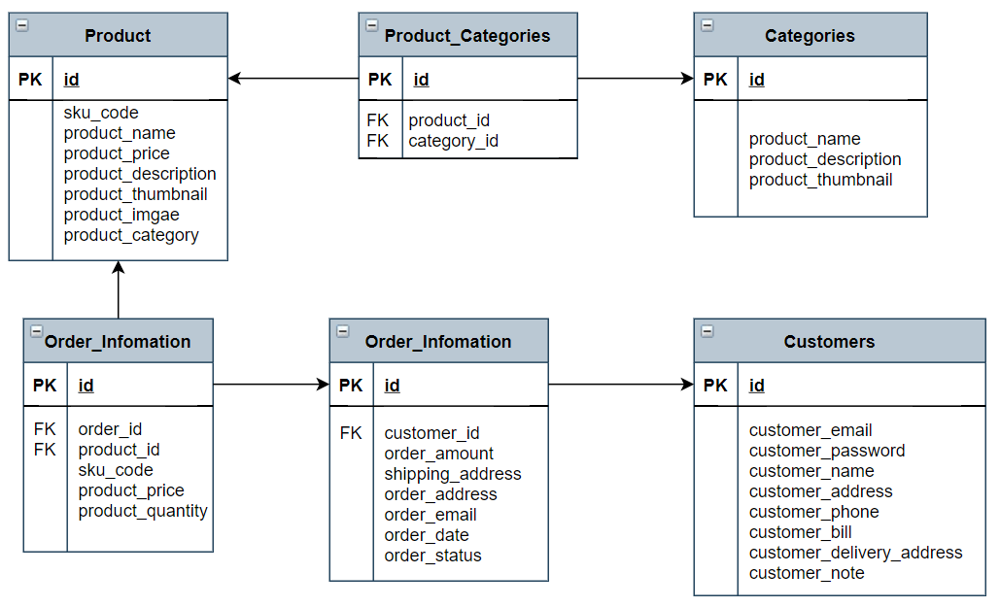 Product
PK id
sku_code
product_name
product_price
product_description
product_thumbnail
product_imgae
product_category
Product_Categories
PK id
FK product_id
FK category_id
Categories
PK id
product_name
product_description
product_thumbnail
Order_Infomation
PK id
FK order_id
FK product_id
sku_code
product_price
product_quantity
Order_Infomation
PK id
FK customer_id
order_amount
shipping_address
order_address
order_email
order_date
order_status
Customers
PK id
customer_email
customer_password
customer_name
customer_address
customer_phone
customer_bill
customer_delivery_address
customer_note